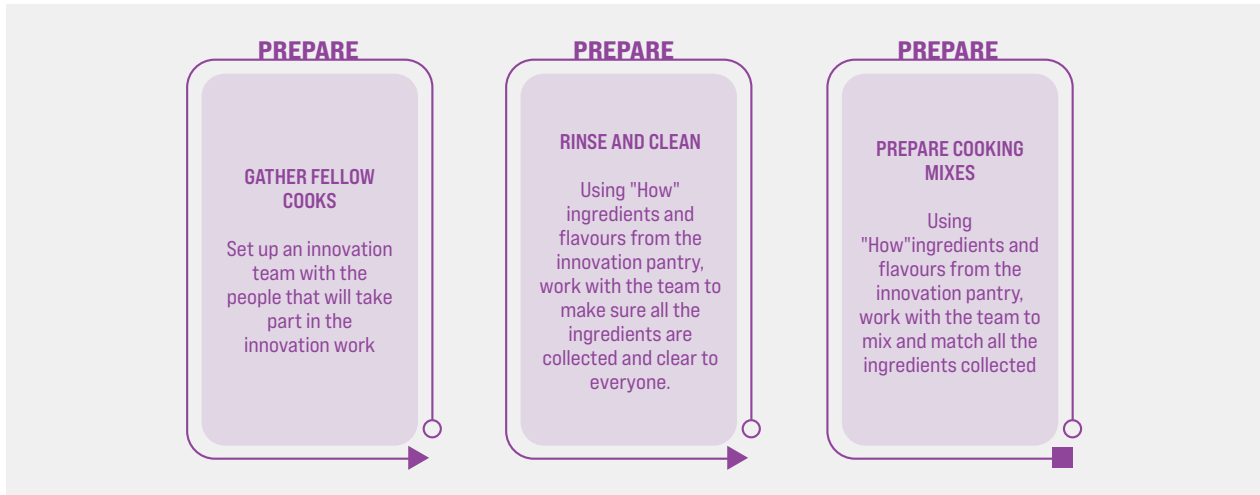 PREPARE
GATHER FELLOW
COOKS
Set up an innovation
team with the
people that will take
part in the
innovation work
PREPARE
RINSE AND CLEAN
Using "How"
ingredients and
flavours from the
innovation pantry,
work with the team to
make sure all the
ingredients are
collected and clear to
everyone.
PREPARE
PREPARE COOKING
MIXES
Using
"How"ingredients and
flavours from the
innovation pantry,
work with the team to
mix and match all the
ingredients collected